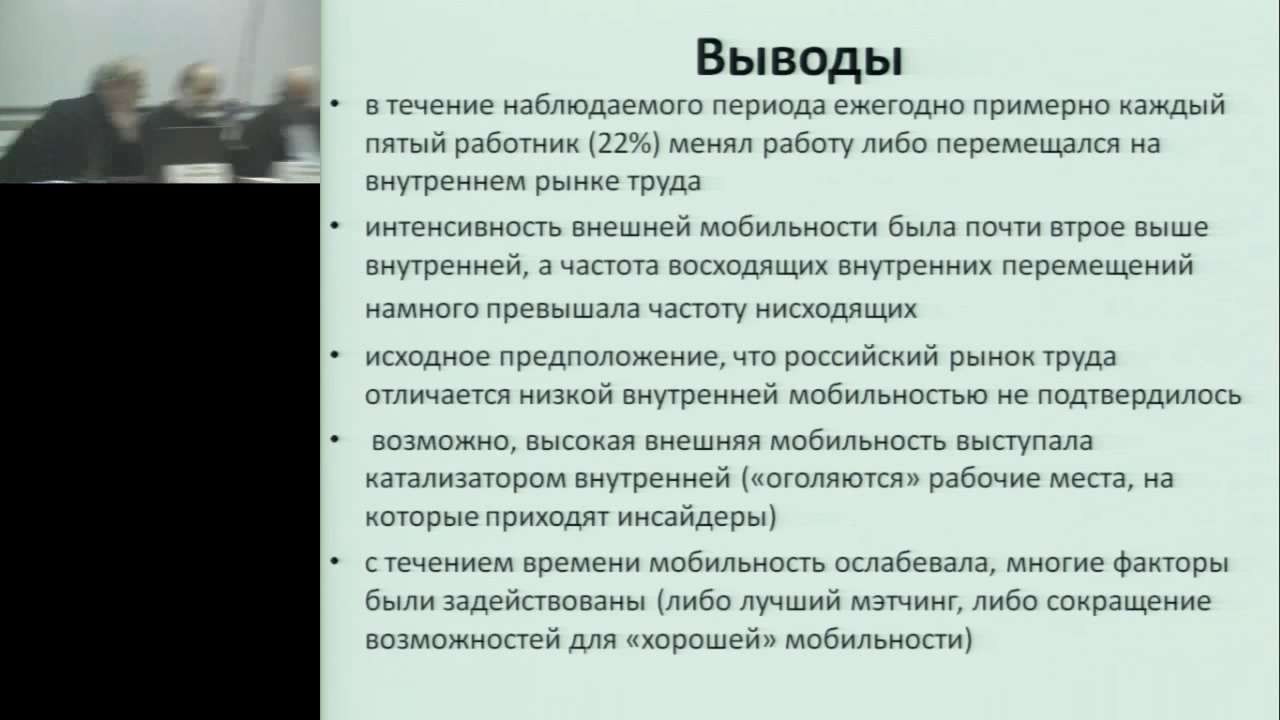 Выводы
• в течение наблюдаемого периода ежегодно примерно каждый
пятый работник (22%) менял работу либо перемещался на
внутреннем рынке труда
• интенсивность внешней мобильности была почти втрое выше
внутренней, а частота восходящих внутренних перемещений
намного превышала частоту нисходящих
• исходное предположение, что российский рынок труда
отличается низкой внутренней мобильностью не подтвердилось
• возможно, высокая внешняя мобильность выступала
катализатором внутренней («оголяются» рабочие места, на
которые приходят инсайдеры)
• с течением времени мобильность ослабевала, многие факторы
были задействованы (либо лучший мэтчинг, либо сокращение
возможностей для «хорошей» мобильности)